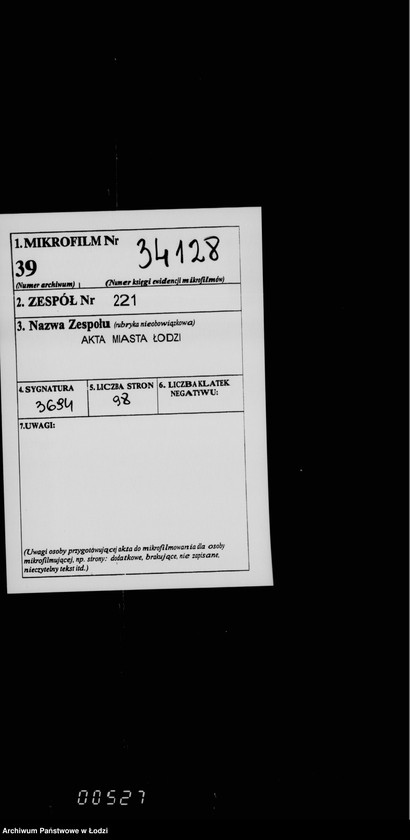 1. MIKROFILM Nr 34128
39
(Numer archiwum) (Numer księgi ewidencji mikrofilmów)
2. ZESPÓŁ Nr 221
3. Nazwa Zespołu (rubryka nieobowiązkowa)
AKTA MIASTA ŁODZI
4. SYGNATURA 5. LICZBA STRON 6. LICZBA KLATEK
NEGATYWU:
3694 98
7. UWAGI:
(Uwagi osoby przygotowującej akta do mikrofilmowania dla osoby
mikrofilmującej, np. strony: dodatkowe, brakujące, nie zapisane,
nieczytelny tekst itd.)
00527
Archiwum Państwowe w Łodzi